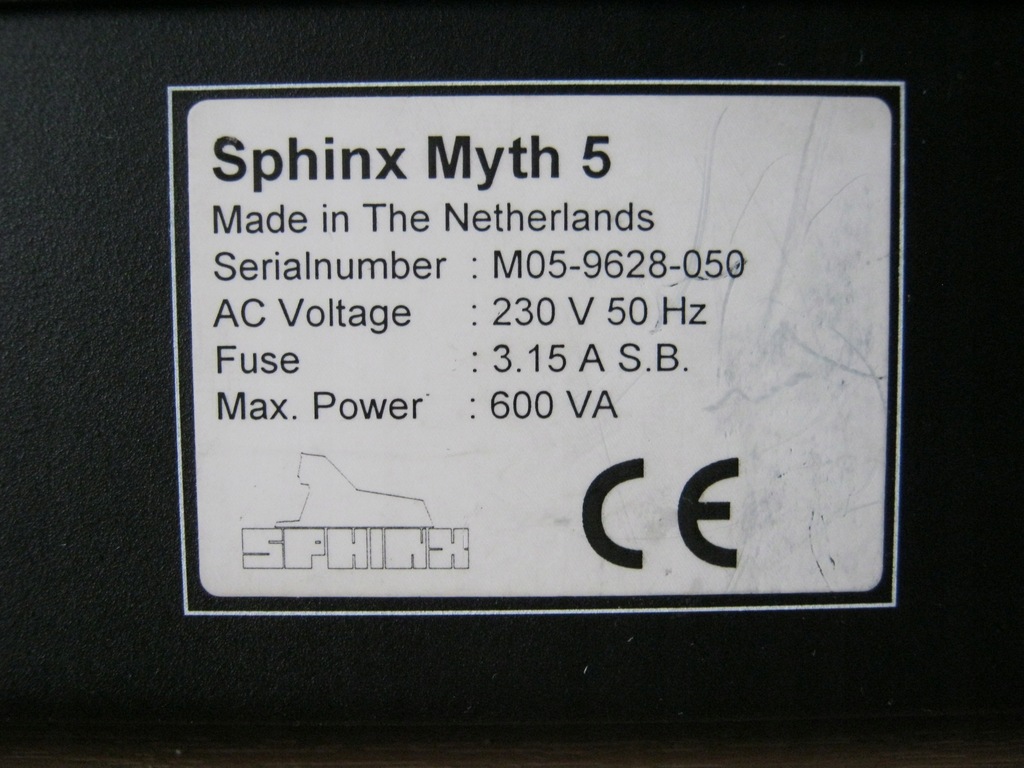 Sphinx Myth 5
Made in The Netherlands
Serialnumber : M05-9628-050
AC Voltage : 230 V 50 Hz
Fuse : 3.15 A S.B.
Max. Power : 600 VA
SPHINX
CE